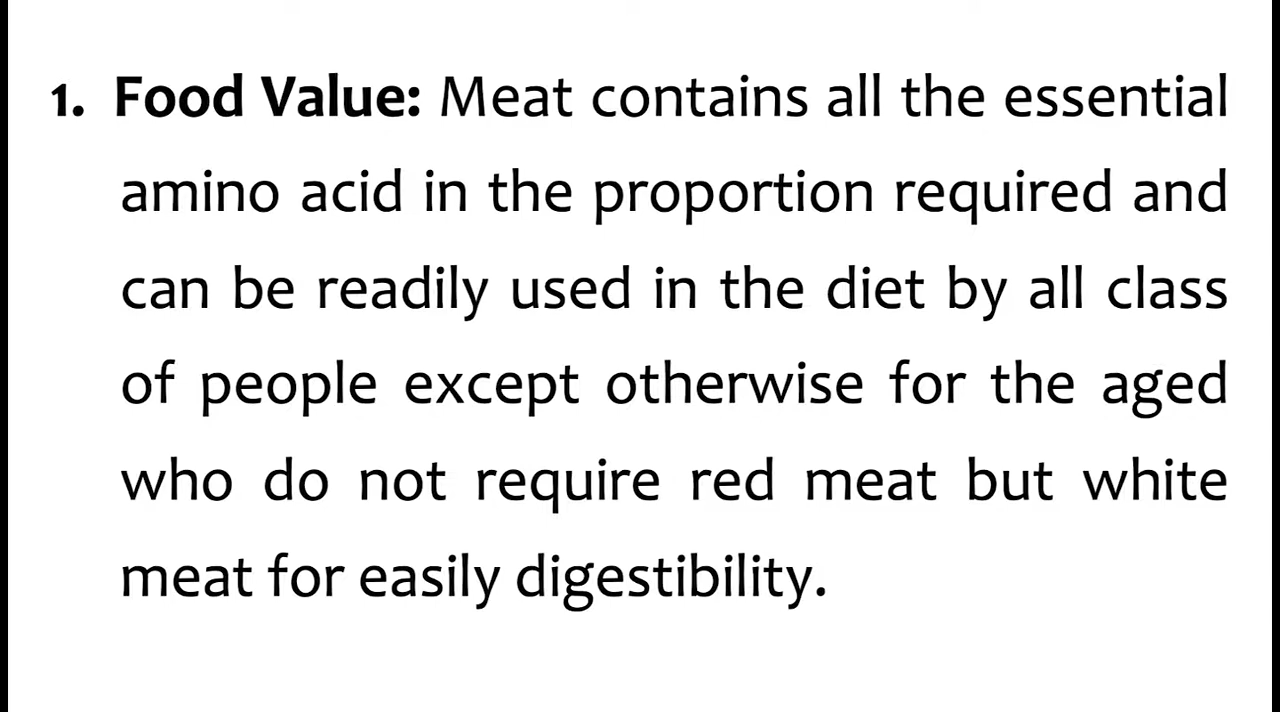 1. Food Value: Meat contains all the essential
amino acid in the proportion required and
can be readily used in the diet by all class
of people except otherwise for the aged
who do not require red meat but white
meat for easily digestibility.